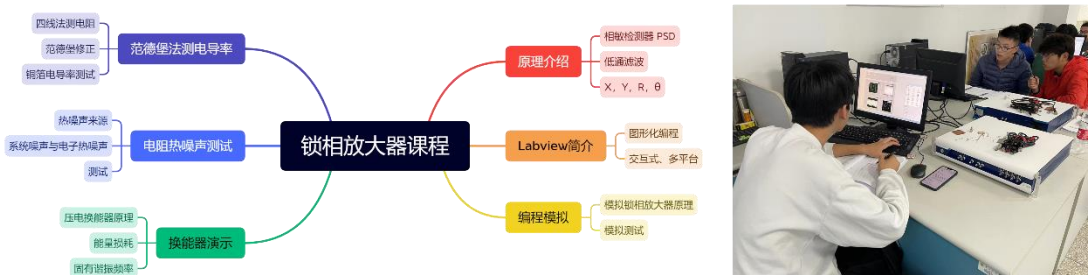 锁相放大器课程
范德堡法测电导率
四线法测电阻
范德堡修正
铜箔电导率测试
电阻热噪声测试
热噪声来源
系统噪声与电子热噪声
测试
换能器演示
压电换能器原理
能量损耗
固有谐振频率
原理介绍
相敏检测器 PSD
低通滤波
X，Y，R，θ
Labview简介
图形化编程
交互式、多平台
编程模拟
模拟锁相放大器原理
模拟测试